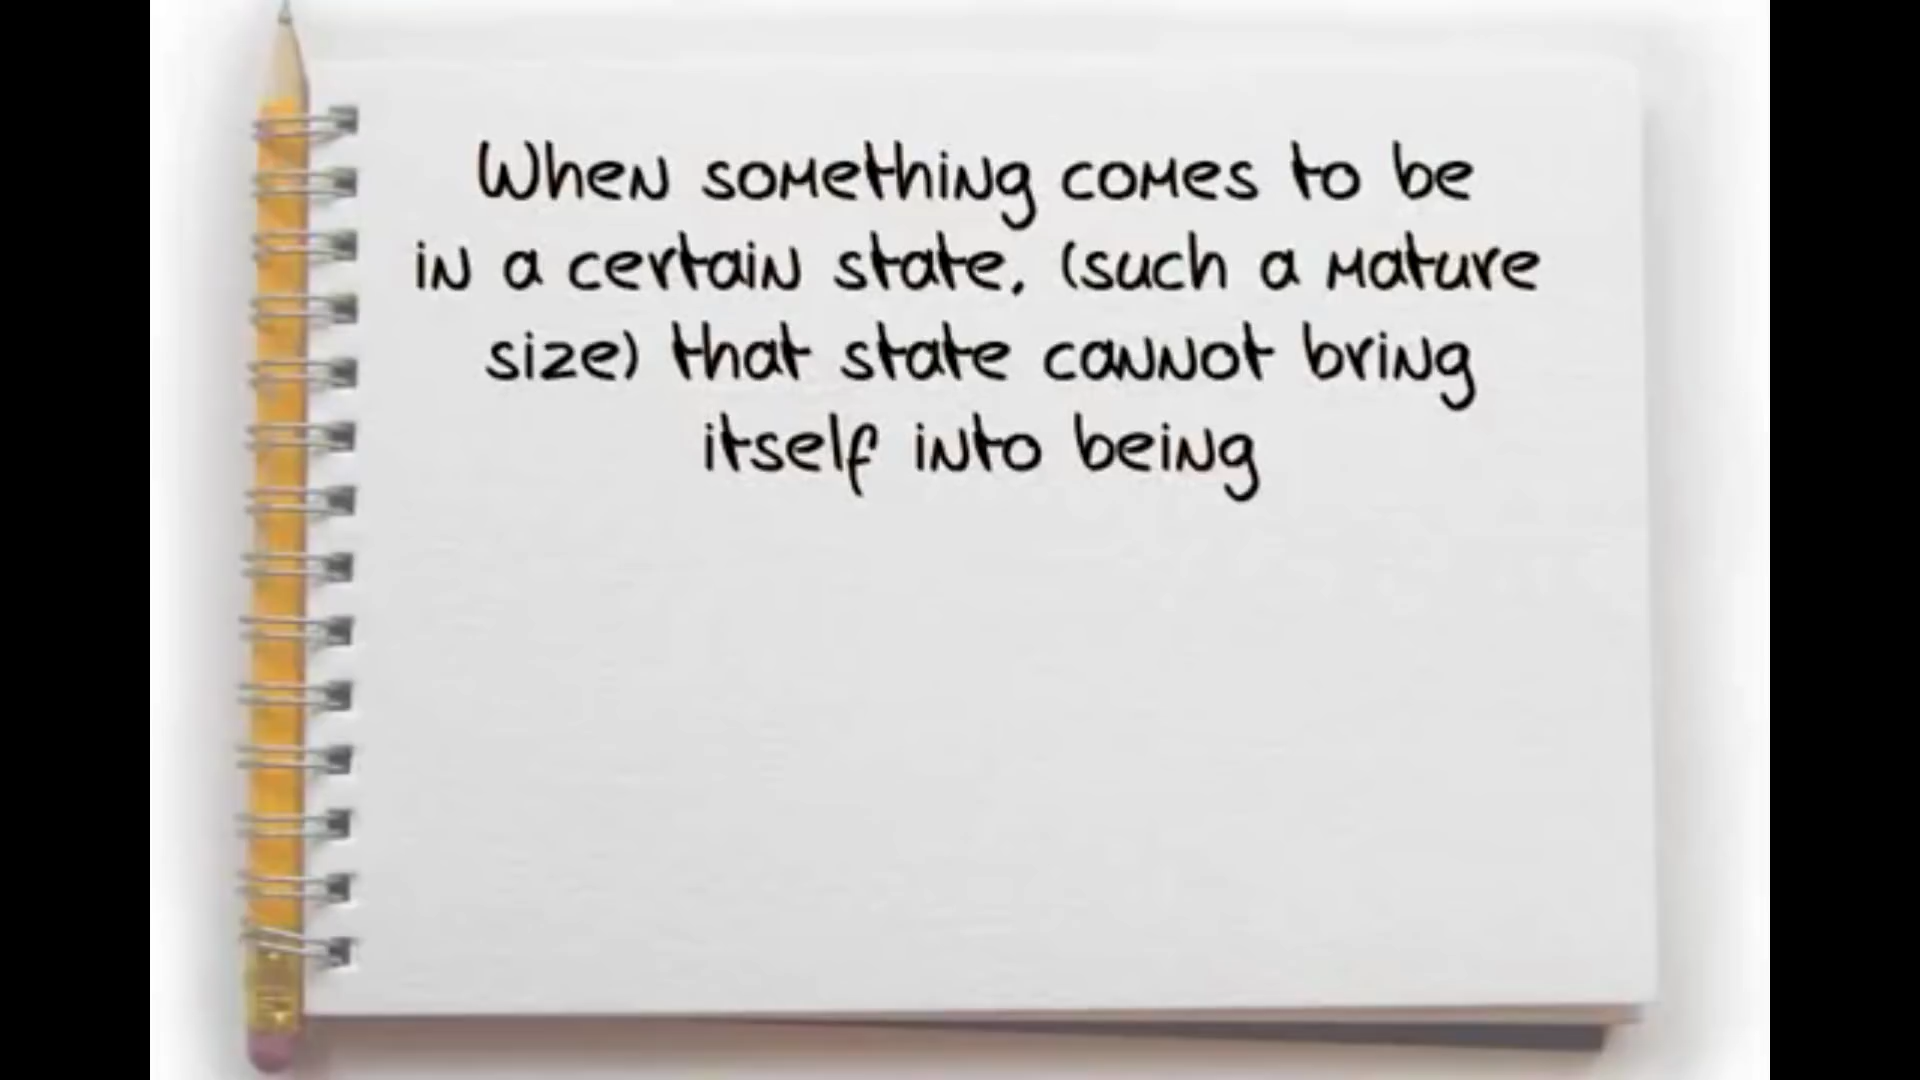 When something comes to be
in a certain state, (such a mature
size) that state cannot bring
itself into being